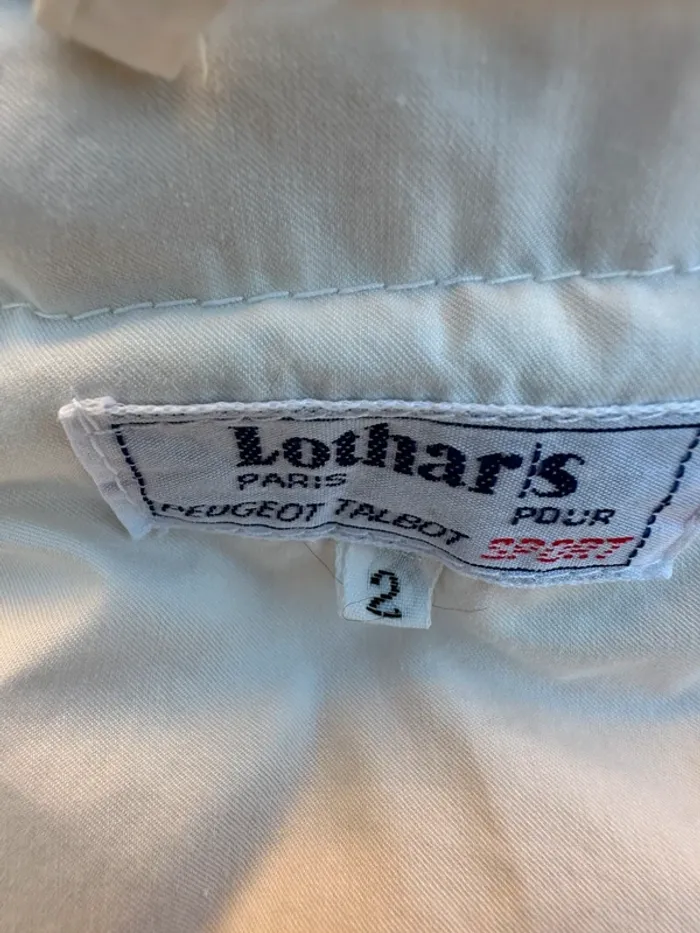 Lothar's
PARIS POUR
PEUGEOT TALBOT SPORT
2